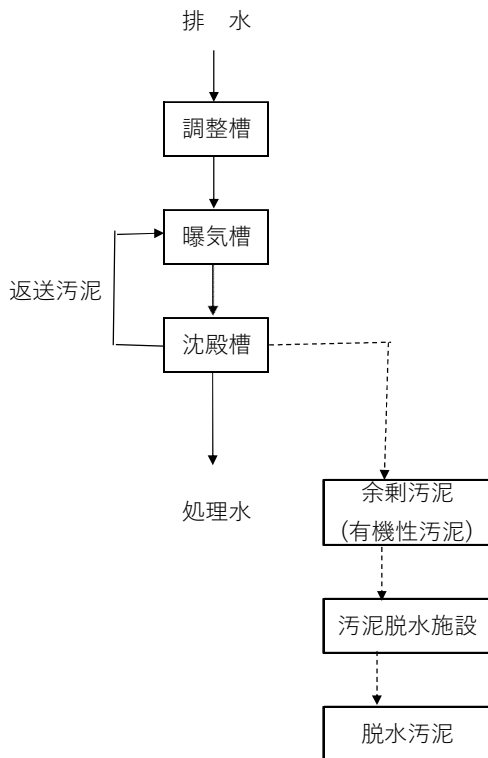 排　水
調整槽
曝気槽
返送汚泥
沈殿槽
処理水
余剰汚泥
(有機性汚泥)
汚泥脱水施設
脱水汚泥